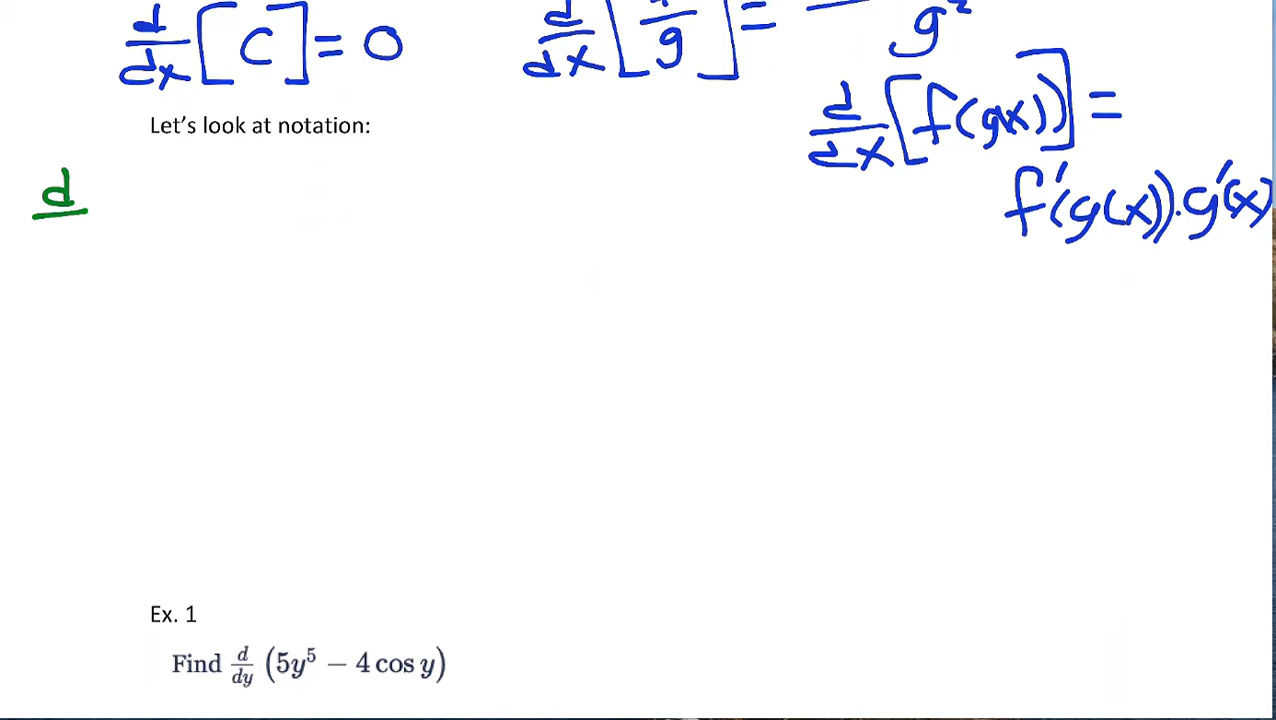 d/dx [c] = 0
d/dx [ /g] = /g²
Let's look at notation:
d/dx [f(g(x))] =
f'(g(x)).g'(x)
d
Ex. 1
Find d/dy (5y⁵ − 4 cos y)